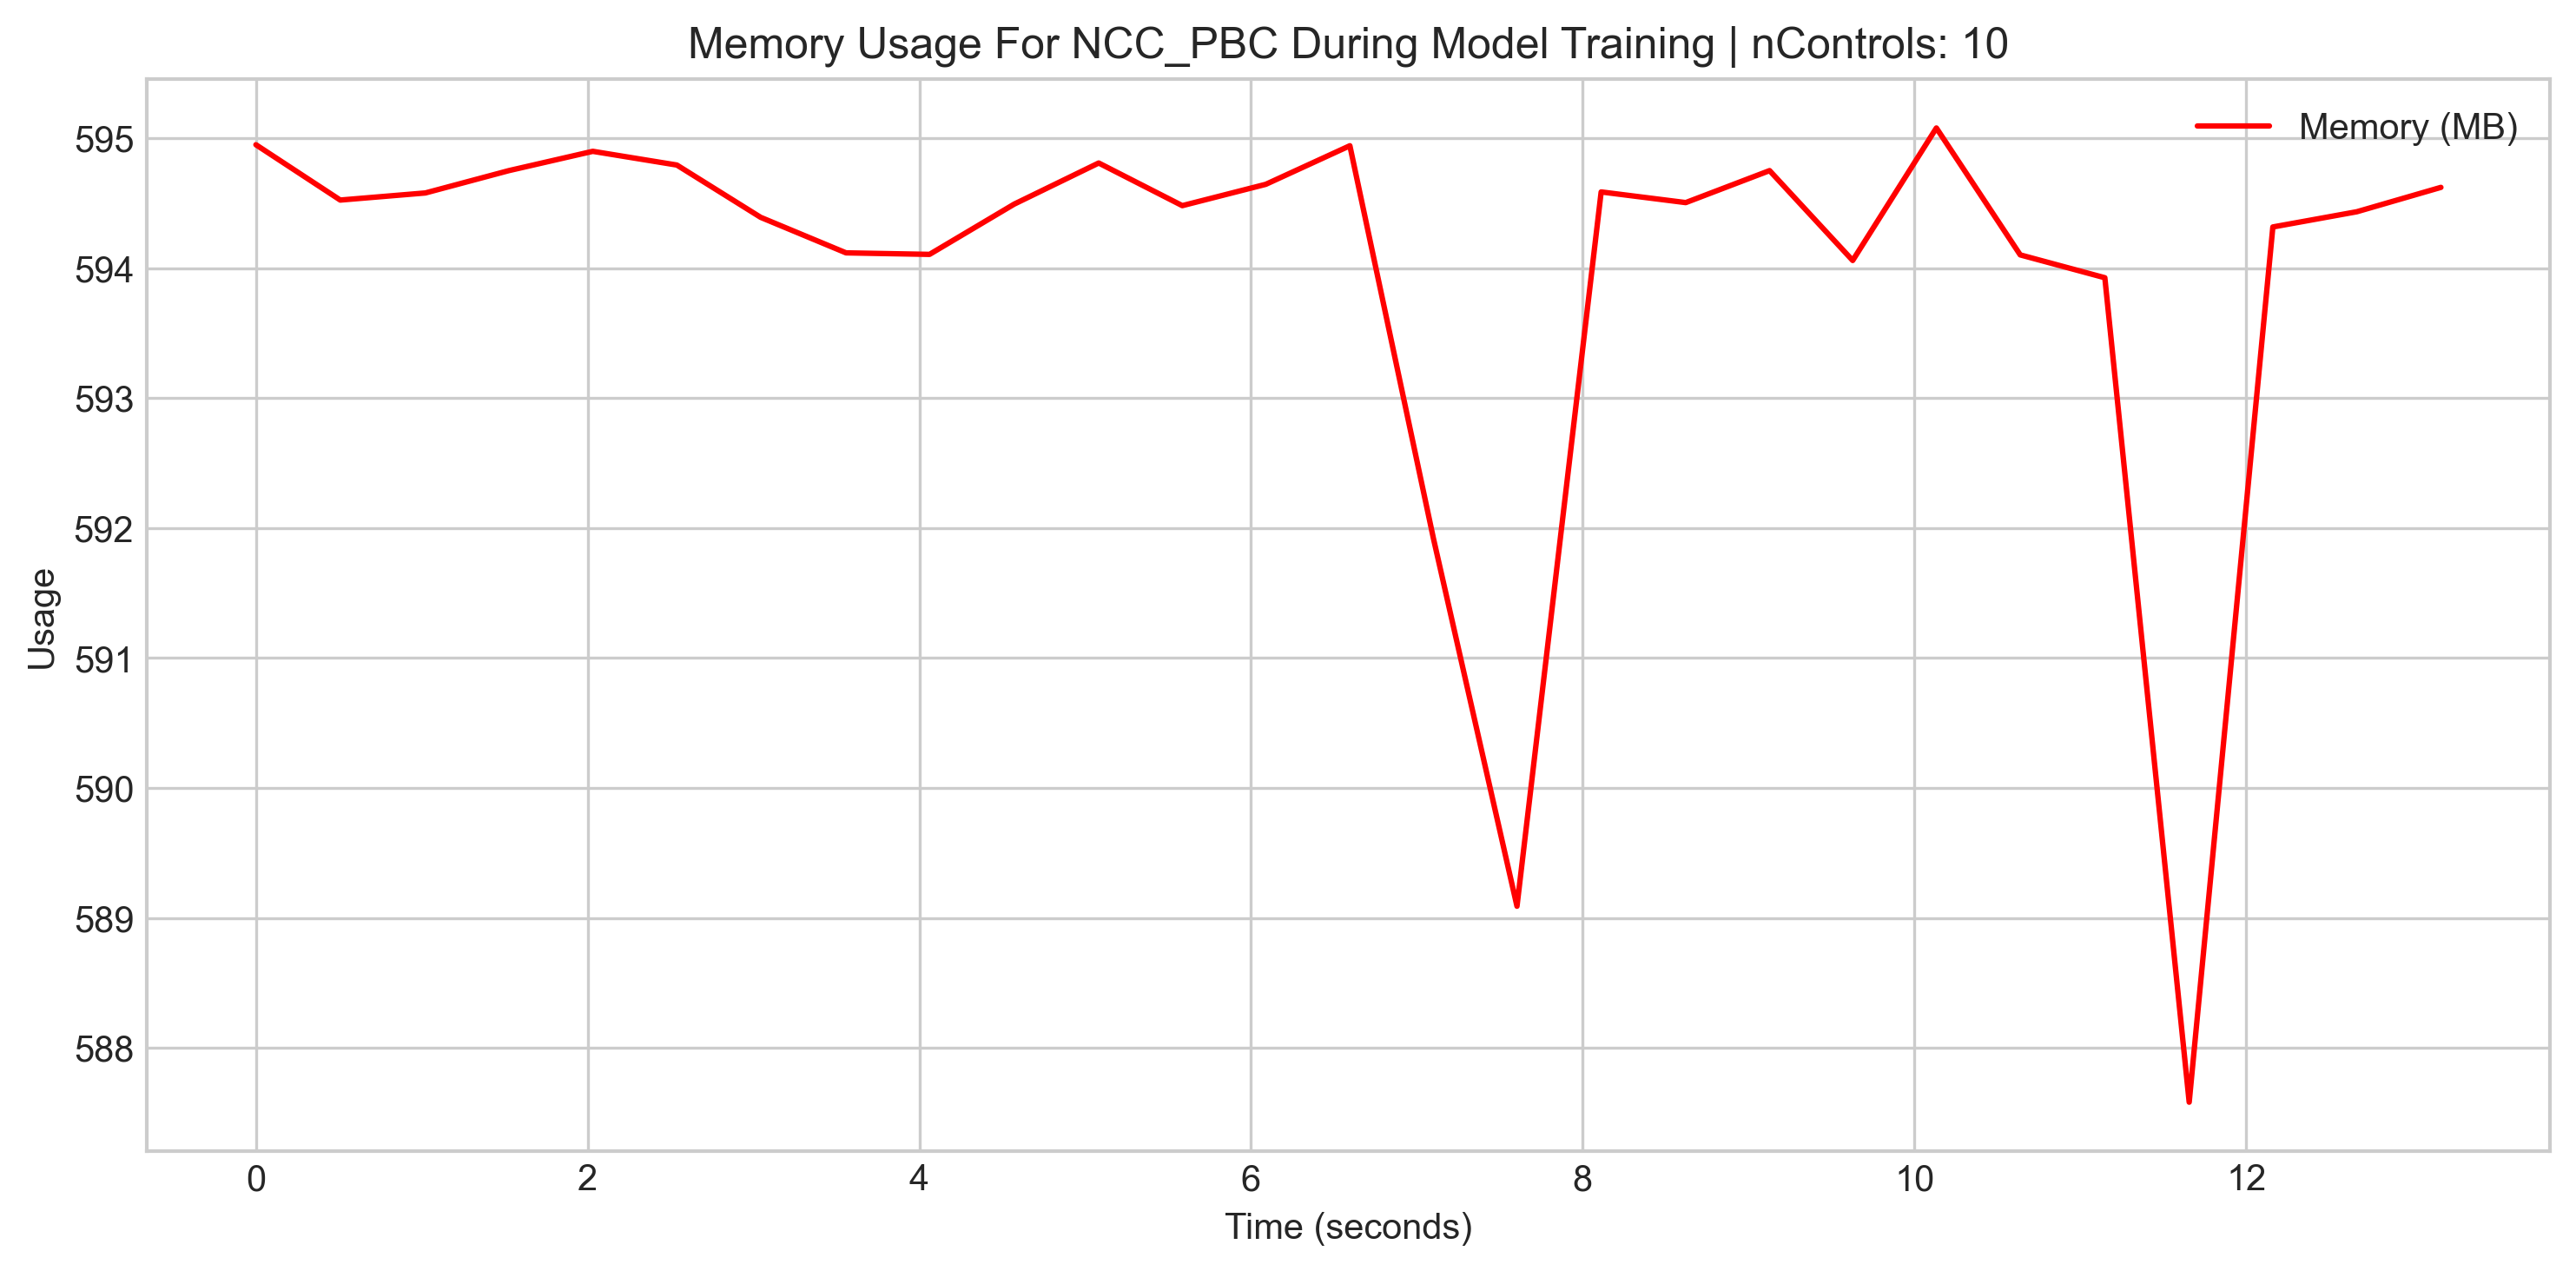 Memory Usage For NCC_PBC During Model Training | nControls: 10
Memory (MB)
595
594
593
592
591
590
589
588
Usage
0 2 4 6 8 10 12
Time (seconds)